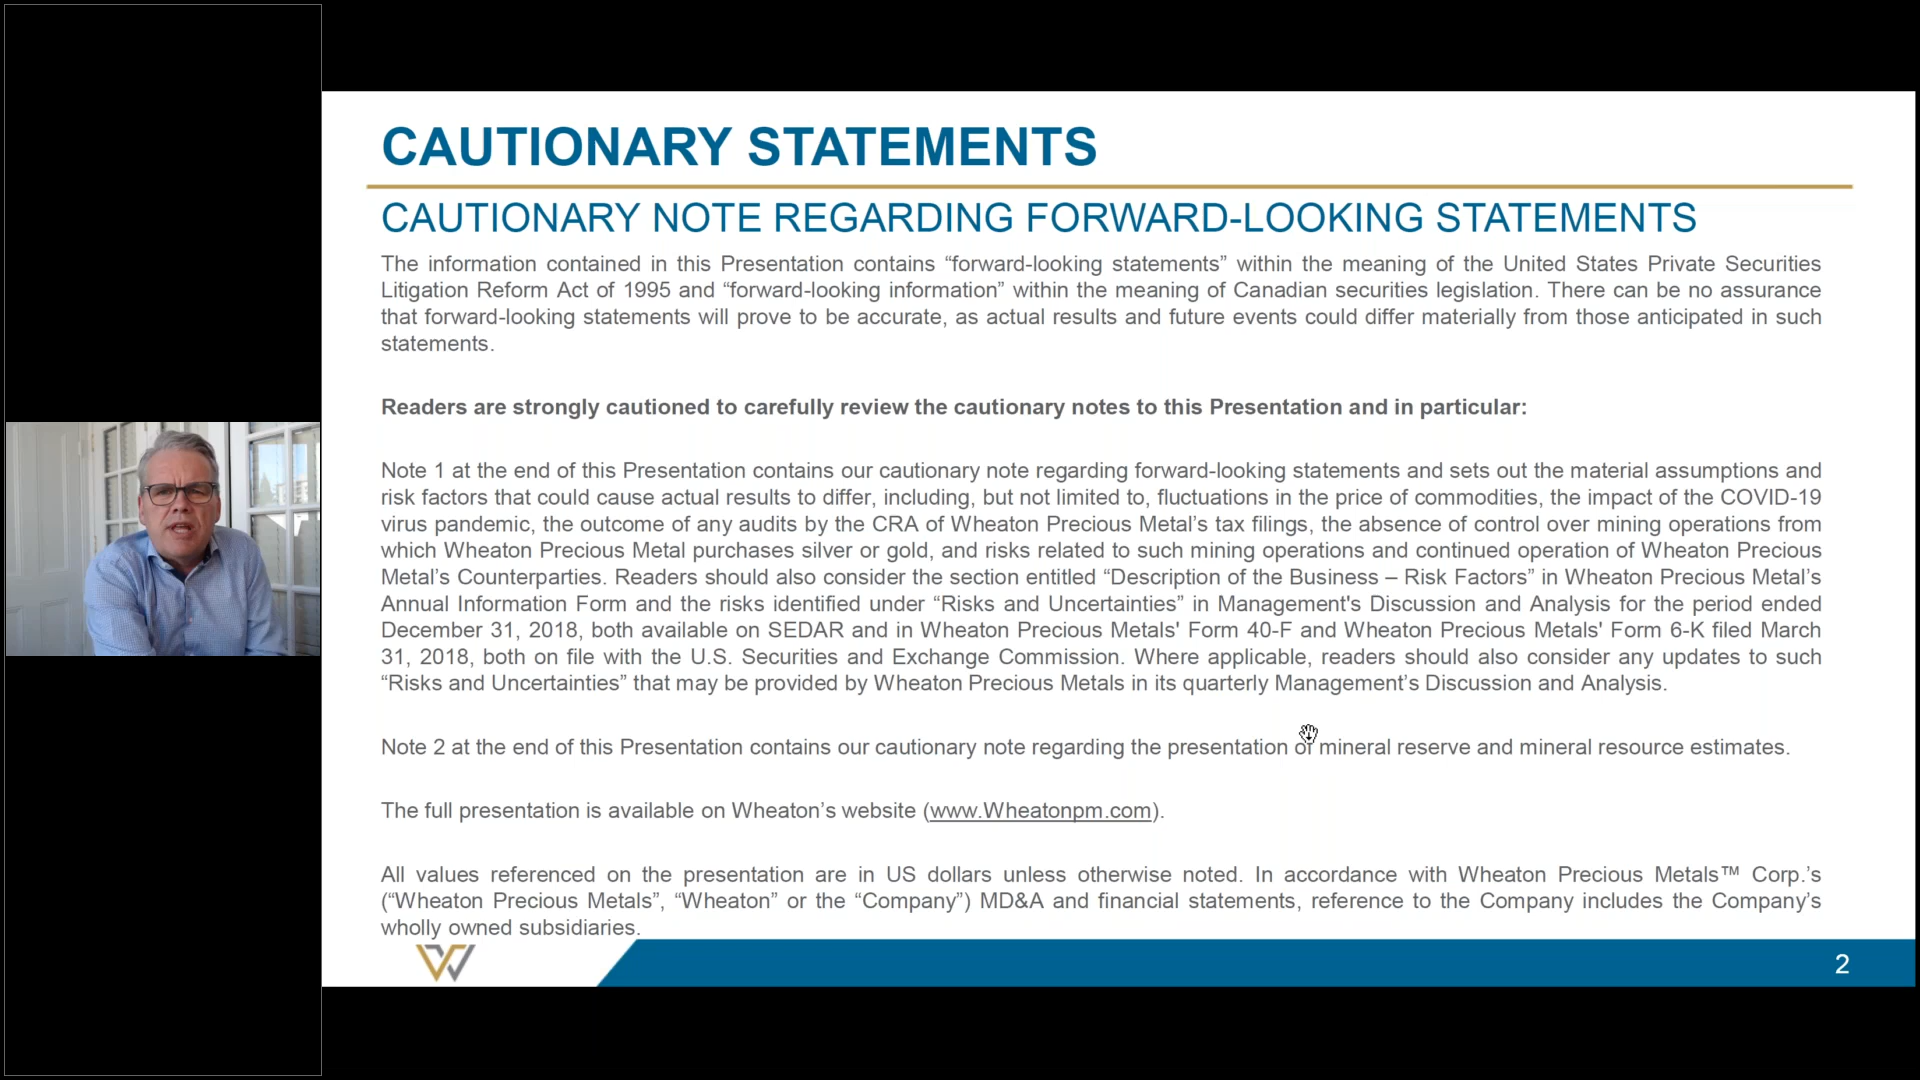 CAUTIONARY STATEMENTS
CAUTIONARY NOTE REGARDING FORWARD-LOOKING STATEMENTS
The information contained in this Presentation contains “forward-looking statements” within the meaning of the United States Private Securities
Litigation Reform Act of 1995 and “forward-looking information” within the meaning of Canadian securities legislation. There can be no assurance
that forward-looking statements will prove to be accurate, as actual results and future events could differ materially from those anticipated in such
statements.
Readers are strongly cautioned to carefully review the cautionary notes to this Presentation and in particular:
Note 1 at the end of this Presentation contains our cautionary note regarding forward-looking statements and sets out the material assumptions and
risk factors that could cause actual results to differ, including, but not limited to, fluctuations in the price of commodities, the impact of the COVID-19
virus pandemic, the outcome of any audits by the CRA of Wheaton Precious Metal’s tax filings, the absence of control over mining operations from
which Wheaton Precious Metal purchases silver or gold, and risks related to such mining operations and continued operation of Wheaton Precious
Metal’s Counterparties. Readers should also consider the section entitled “Description of the Business – Risk Factors” in Wheaton Precious Metal’s
Annual Information Form and the risks identified under “Risks and Uncertainties” in Management's Discussion and Analysis for the period ended
December 31, 2018, both available on SEDAR and in Wheaton Precious Metals' Form 40-F and Wheaton Precious Metals' Form 6-K filed March
31, 2018, both on file with the U.S. Securities and Exchange Commission. Where applicable, readers should also consider any updates to such
“Risks and Uncertainties” that may be provided by Wheaton Precious Metals in its quarterly Management’s Discussion and Analysis.
Note 2 at the end of this Presentation contains our cautionary note regarding the presentation of mineral reserve and mineral resource estimates.
The full presentation is available on Wheaton’s website (www.Wheatonpm.com).
All values referenced on the presentation are in US dollars unless otherwise noted. In accordance with Wheaton Precious Metals™ Corp.’s
(“Wheaton Precious Metals”, “Wheaton” or the “Company”) MD&A and financial statements, reference to the Company includes the Company’s
wholly owned subsidiaries.
2